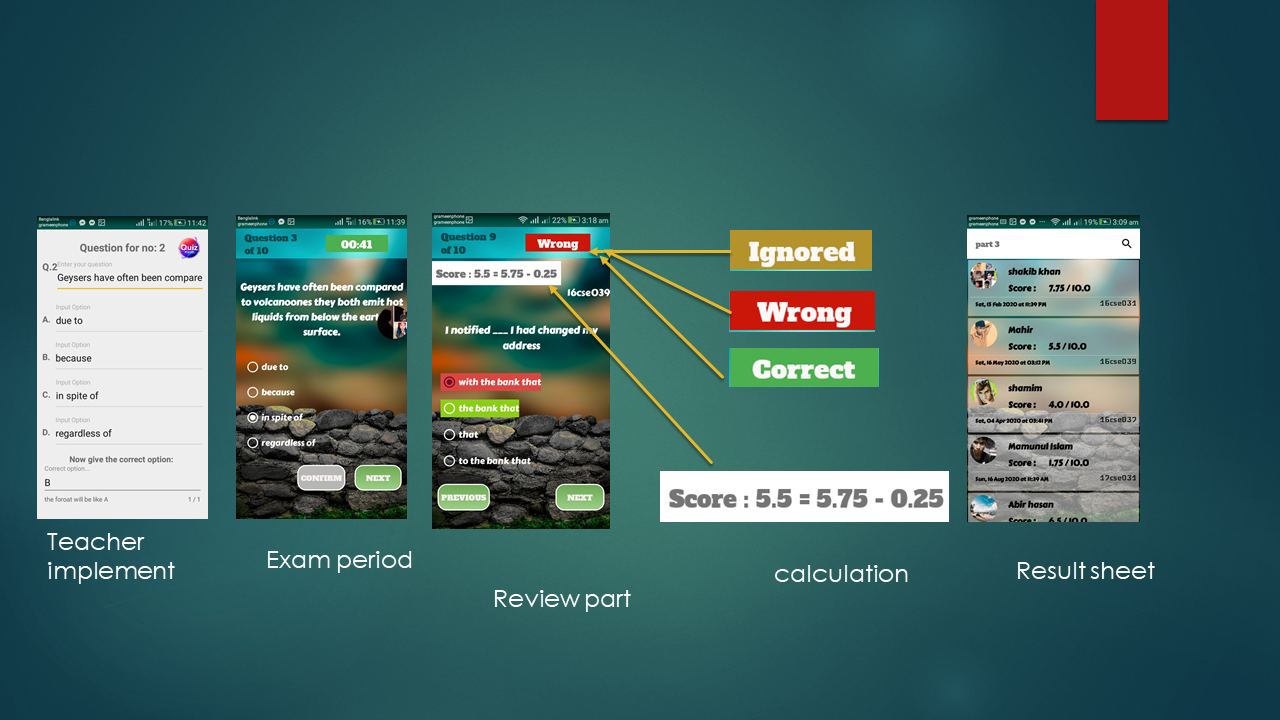 Banglalink
grameenphone
17% 11:42
Question for no: 2
Quiz
Q.2
Enter your question
Geysers have often been compare
Input Option
A. due to
Input Option
B. because
Input Option
C. in spite of
Input Option
D. regardless of
Now give the correct option:
Correct option...
B
the foroat will be like A
1 / 1
Teacher
implement
Banglalink
grameenphone
16% 11:39
Question 3
of 10
00:41
Geysers have often been compared
to volcanoones they both emit hot
liquids from below the eart
surface.
due to
because
in spite of
regardless of
CONFIRM
NEXT
Exam period
grameenphone
grameenphone
22% 3:18 am
Question 9
of 10
Wrong
Score : 5.5 = 5.75 - 0.25
16cse039
I notified ___ I had changed my
address
with the bank that
the bank that
that
to the bank that
PREVIOUS
NEXT
Review part
Ignored
Wrong
Correct
Score : 5.5 = 5.75 - 0.25
calculation
grameenphone
grameenphone
19% 3:09 am
part 3
shakib khan
Score : 7.75 / 10.0
Sat, 15 Feb 2020 at 11:39 PM
16cse031
Mahir
Score : 5.5 / 10.0
Sat, 16 May 2020 at 03:12 PM
16cse039
shamim
Score : 4.0 / 10.0
Sat, 04 Apr 2020 at 03:41 PM
16cse037
Mamunul Islam
Score : 1.75 / 10.0
Sun, 16 Aug 2020 at 11:39 AM
17cse031
Abir hasan
Score : 6.5 / 10.0
Result sheet